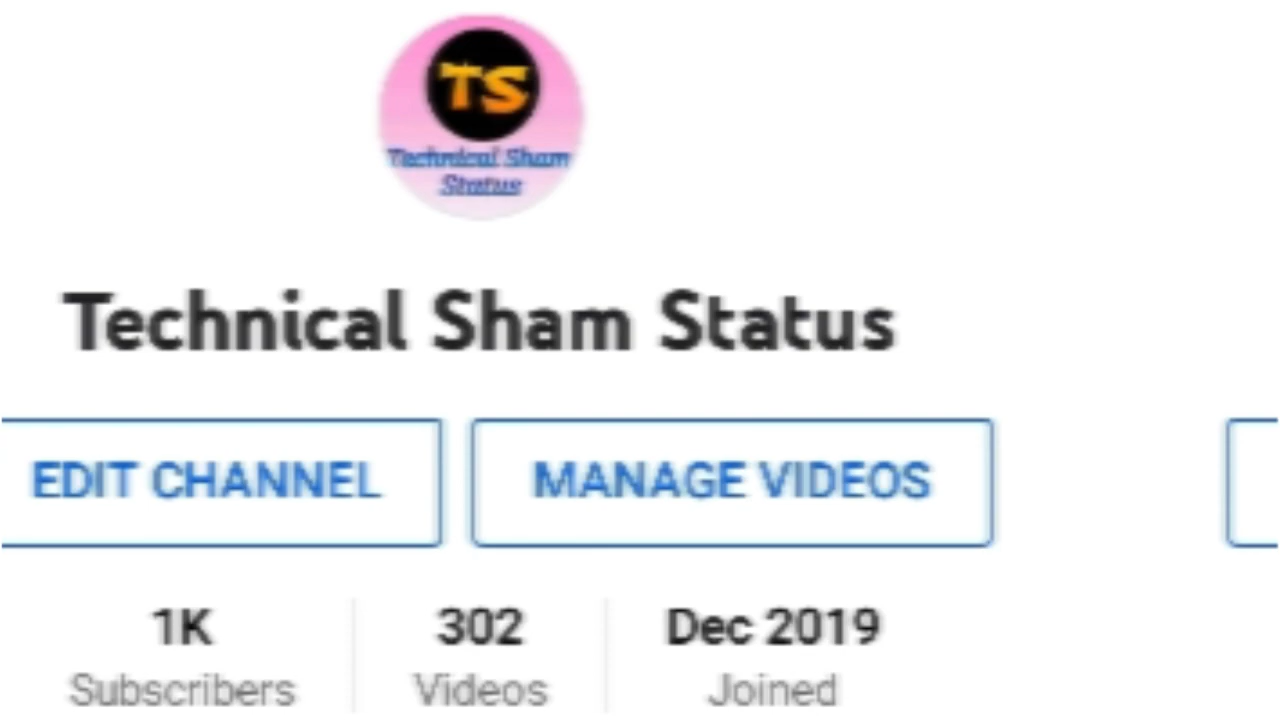 TS
Technical Sham
Status
Technical Sham Status
EDIT CHANNEL
MANAGE VIDEOS
1K
302
Dec 2019
Subscribers
Videos
Joined